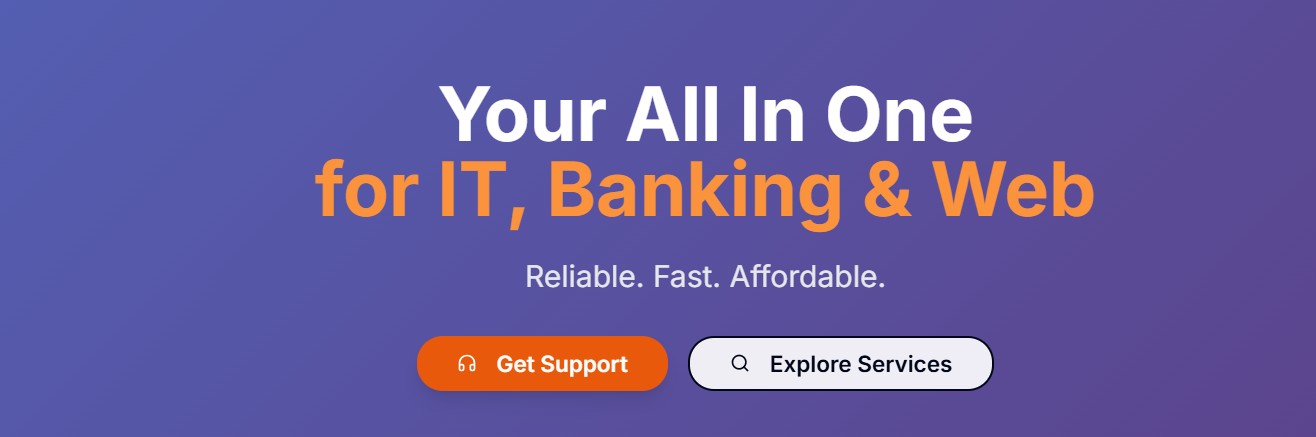 Your All In One
for IT, Banking & Web
Reliable. Fast. Affordable.
Get Support
Explore Services